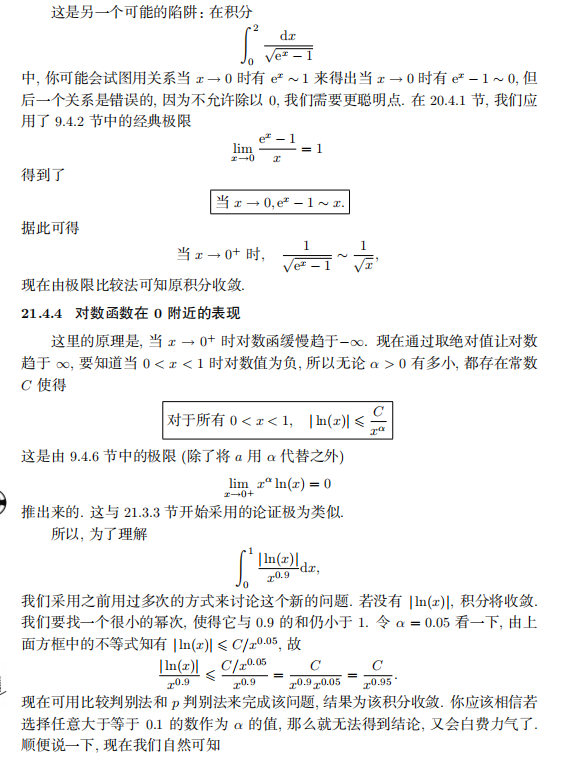 这是另一个可能的陷阱: 在积分
$$\int_0^2 \frac{\mathrm{d}x}{\sqrt{\mathrm{e}^x - 1}}$$
中, 你可能会试图用关系当 $x \to 0$ 时有 $\mathrm{e}^x \sim 1$ 来得出当 $x \to 0$ 时有 $\mathrm{e}^x - 1 \sim 0$, 但
后一个关系是错误的, 因为不允许除以 0, 我们需要更聪明点. 在 20.4.1 节, 我们应
用了 9.4.2 节中的经典极限
$$\lim_{x \to 0} \frac{\mathrm{e}^x - 1}{x} = 1$$
得到了
当 $x \to 0, \mathrm{e}^x - 1 \sim x.$
据此可得
当 $x \to 0^+$ 时, $\frac{1}{\sqrt{\mathrm{e}^x - 1}} \sim \frac{1}{\sqrt{x}},$
现在由极限比较法可知原积分收敛.
21.4.4 对数函数在 0 附近的表现
这里的原理是, 当 $x \to 0^+$ 时对数函缓慢趋于$-\infty$. 现在通过取绝对值让对数
趋于 $\infty$, 要知道当 $0 < x < 1$ 时对数值为负, 所以无论 $\alpha > 0$ 有多小, 都存在常数
$C$ 使得
对于所有 $0 < x < 1, \quad |\ln(x)| \leqslant \frac{C}{x^\alpha}$
这是由 9.4.6 节中的极限 (除了将 $a$ 用 $\alpha$ 代替之外)
$$\lim_{x \to 0+} x^\alpha \ln(x) = 0$$
推出来的. 这与 21.3.3 节开始采用的论证极为类似.
所以, 为了理解
$$\int_0^1 \frac{|\ln(x)|}{x^{0.9}} \mathrm{d}x,$$
我们采用之前用过多次的方式来讨论这个新的问题. 若没有 $|\ln(x)|$, 积分将收敛.
我们要找一个很小的幂次, 使得它与 0.9 的和仍小于 1. 令 $\alpha = 0.05$ 看一下, 由上
面方框中的不等式知有 $|\ln(x)| \leqslant C/x^{0.05}$, 故
$$\frac{|\ln(x)|}{x^{0.9}} \leqslant \frac{C/x^{0.05}}{x^{0.9}} = \frac{C}{x^{0.9}x^{0.05}} = \frac{C}{x^{0.95}}.$$
现在可用比较判别法和 $p$ 判别法来完成该问题, 结果为该积分收敛. 你应该相信若
选择任意大于等于 0.1 的数作为 $\alpha$ 的值, 那么就无法得到结论, 又会白费力气了.
顺便说一下, 现在我们自然可知